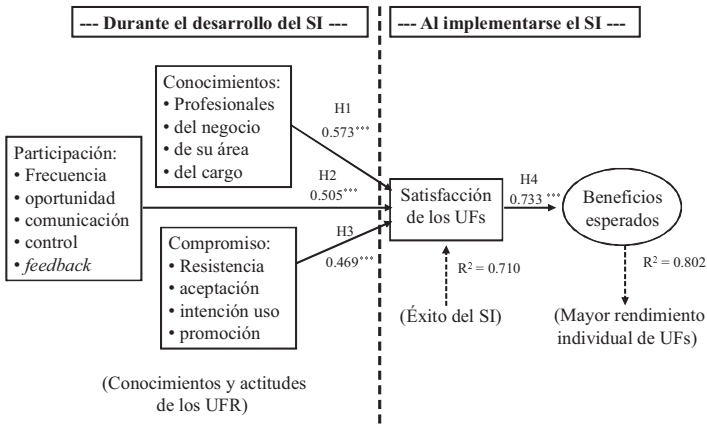 --- Durante el desarrollo del SI ---
--- Al implementarse el SI ---
Conocimientos:
• Profesionales
• del negocio
• de su área
• del cargo
H1
0.573***
Participación:
• Frecuencia
• oportunidad
• comunicación
• control
• feedback
H2
0.505***
Compromiso:
• Resistencia
• aceptación
• intención uso
• promoción
H3
0.469***
Satisfacción
de los UFs
H4
0.733***
Beneficios
esperados
R² = 0.710
R² = 0.802
(Éxito del SI)
(Mayor rendimiento
individual de UFs)
(Conocimientos y actitudes
de los UFR)